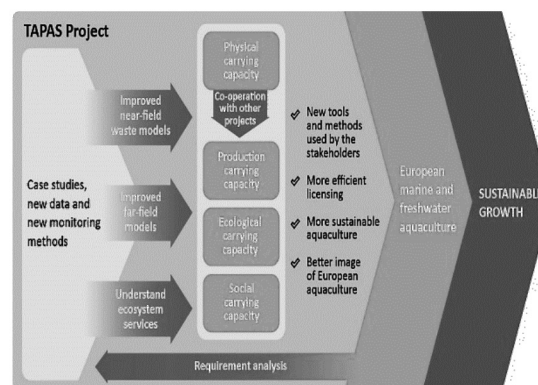 TAPAS Project
Case studies,
new data and
new monitoring
methods
Improved
near-field
waste models
Improved
far-field
models
Understand
ecosystem
services
Physical
carrying
capacity
Co-operation
with other
projects
Production
carrying
capacity
Ecological
carrying
capacity
Social
carrying
capacity
New tools
and methods
used by the
stakeholders
More efficient
licensing
More sustainable
aquaculture
Better image
of European
aquaculture
European
marine and
freshwater
aquaculture
SUSTAINABLE
GROWTH
Requirement analysis